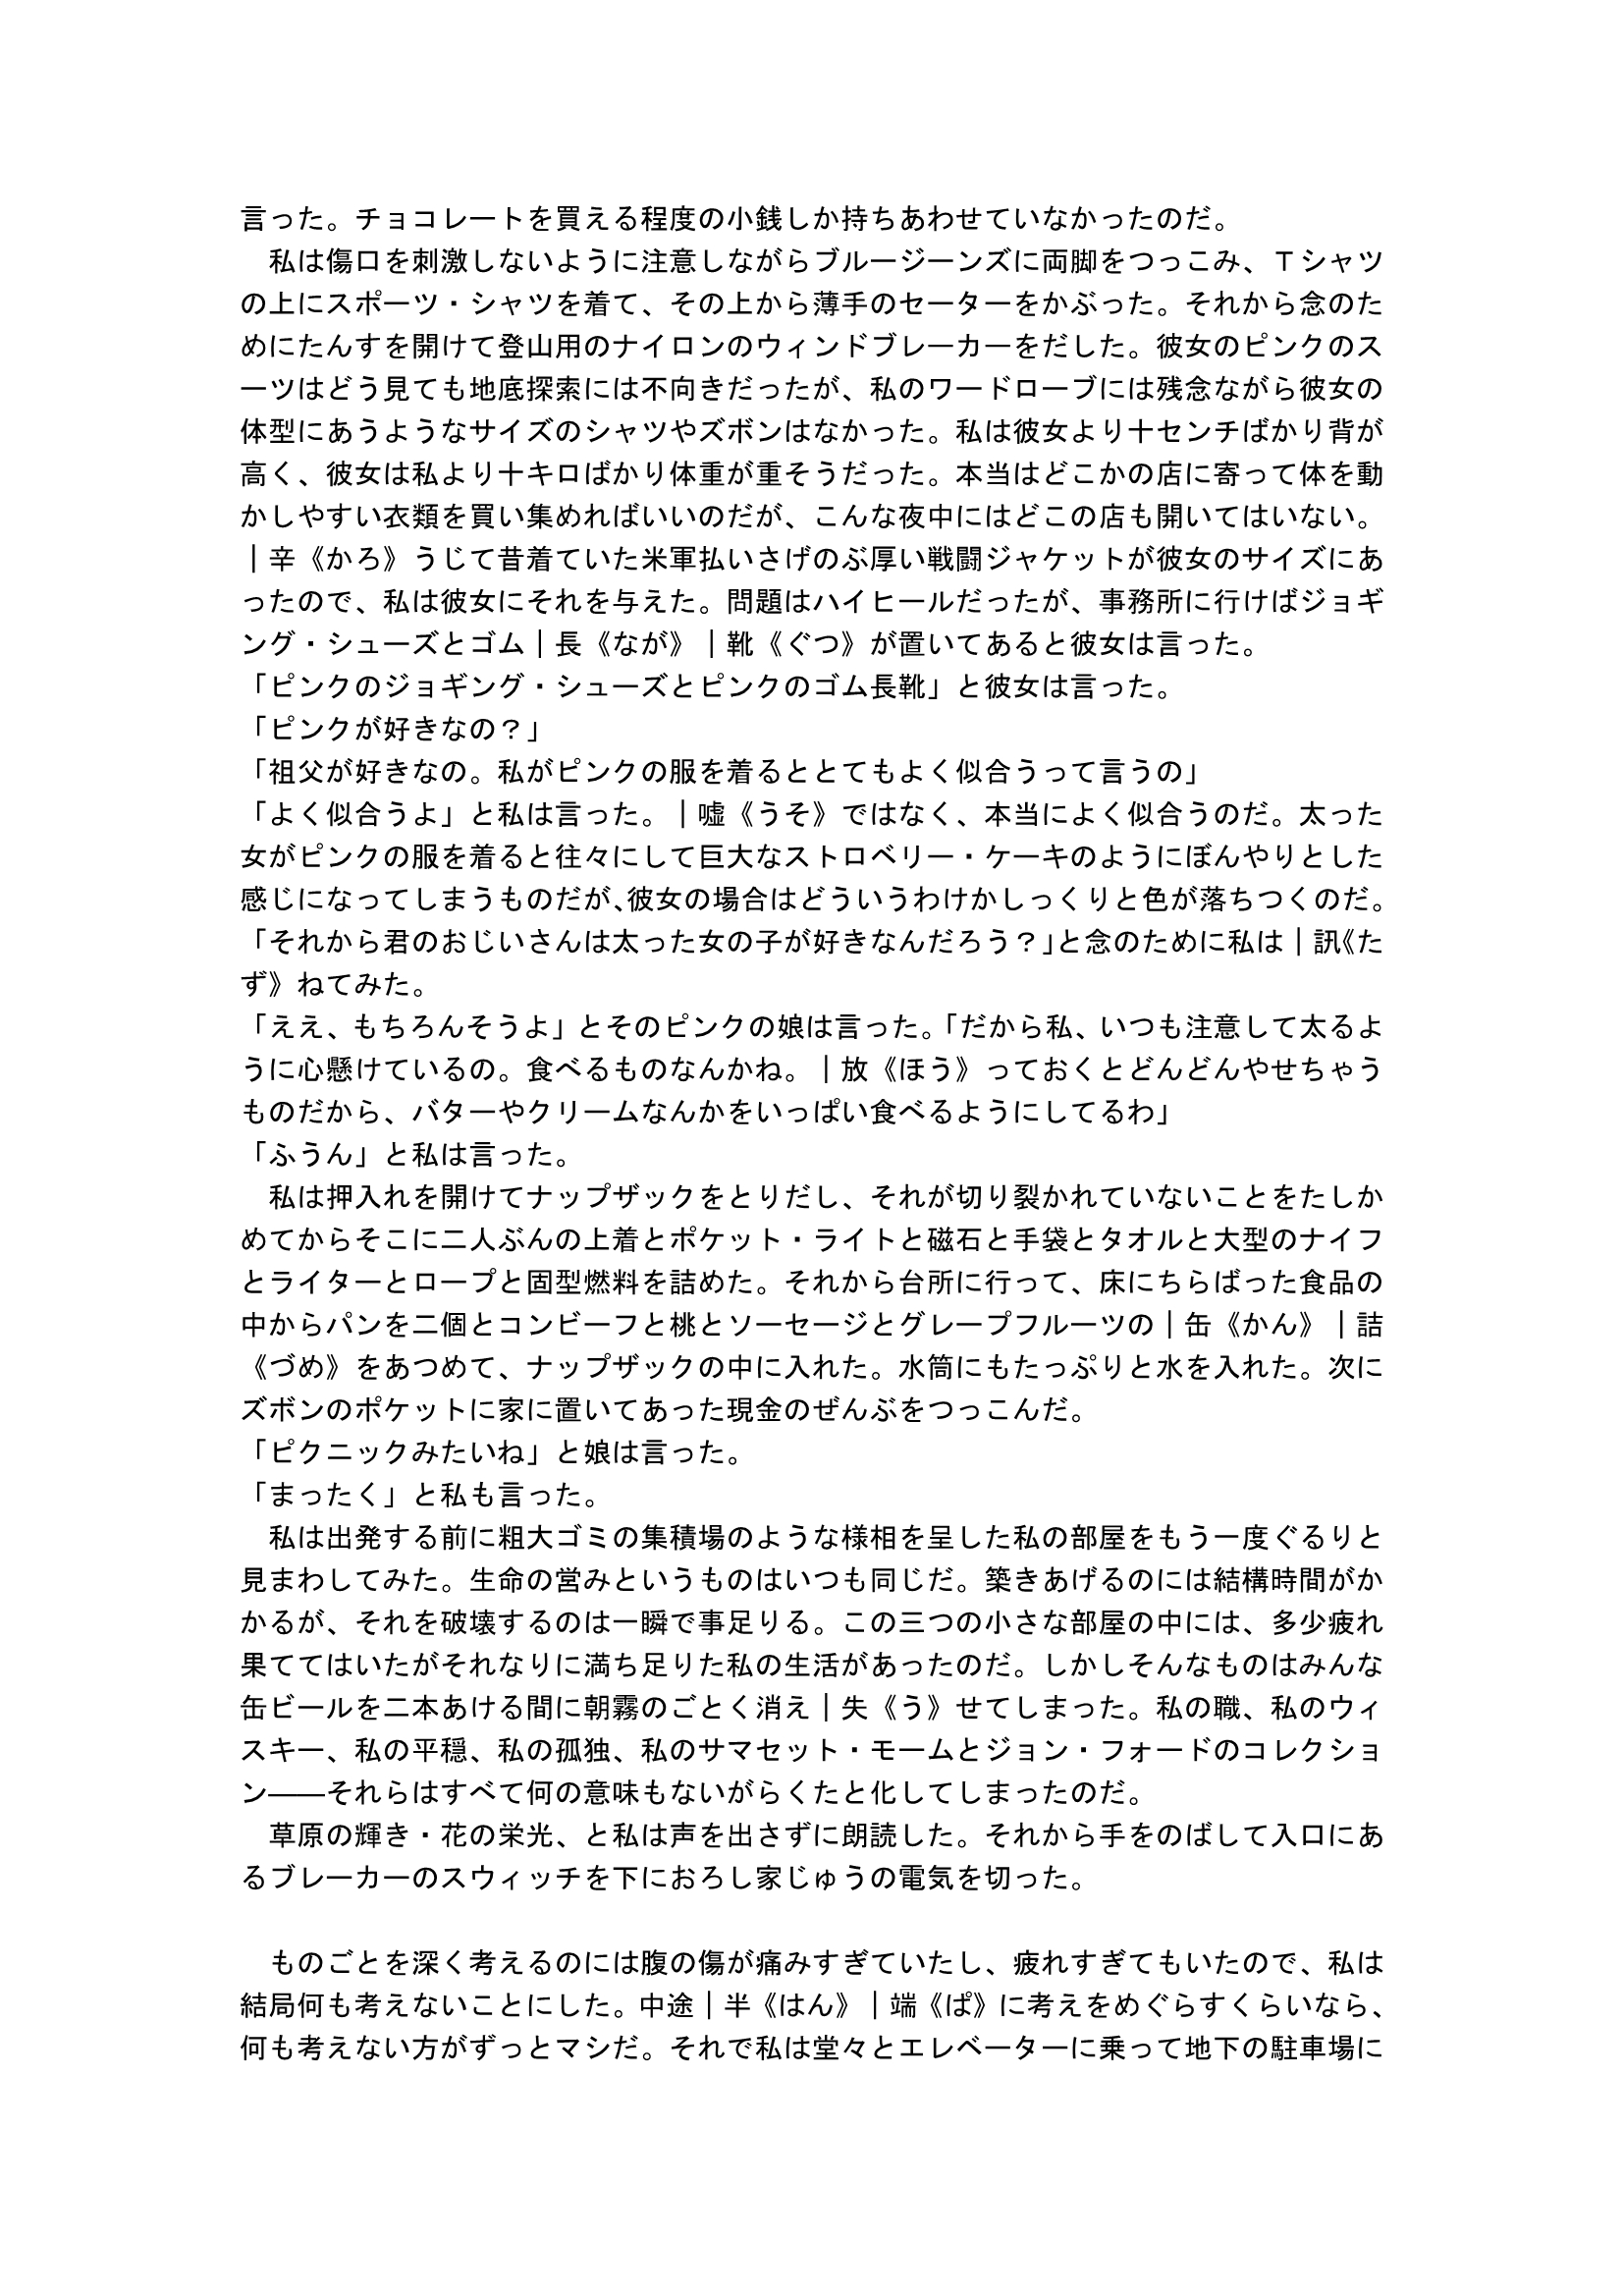 言った。チョコレートを買える程度の小銭しか持ちあわせていなかったのだ。
　私は傷口を刺激しないように注意しながらブルージーンズに両脚をつっこみ、Ｔシャツ
の上にスポーツ・シャツを着て、その上から薄手のセーターをかぶった。それから念のた
めにたんすを開けて登山用のナイロンのウィンドブレーカーをだした。彼女のピンクのス
ーツはどう見ても地底探索には不向きだったが、私のワードローブには残念ながら彼女の
体型にあうようなサイズのシャツやズボンはなかった。私は彼女より十センチばかり背が
高く、彼女は私より十キロばかり体重が重そうだった。本当はどこかの店に寄って体を動
かしやすい衣類を買い集めればいいのだが、こんな夜中にはどこの店も開いてはいない。
｜辛《かろ》うじて昔着ていた米軍払いさげのぶ厚い戦闘ジャケットが彼女のサイズにあ
ったので、私は彼女にそれを与えた。問題はハイヒールだったが、事務所に行けばジョギ
ング・シューズとゴム｜長《なが》｜靴《ぐつ》が置いてあると彼女は言った。
「ピンクのジョギング・シューズとピンクのゴム長靴」と彼女は言った。
「ピンクが好きなの？」
「祖父が好きなの。私がピンクの服を着るととてもよく似合うって言うの」
「よく似合うよ」と私は言った。｜嘘《うそ》ではなく、本当によく似合うのだ。太った
女がピンクの服を着ると往々にして巨大なストロベリー・ケーキのようにぼんやりとした
感じになってしまうものだが、彼女の場合はどういうわけかしっくりと色が落ちつくのだ。
「それから君のおじいさんは太った女の子が好きなんだろう？」と念のために私は｜訊《た
ず》ねてみた。
「ええ、もちろんそうよ」とそのピンクの娘は言った。「だから私、いつも注意して太るよ
うに心懸けているの。食べるものなんかね。｜放《ほう》っておくとどんどんやせちゃう
ものだから、バターやクリームなんかをいっぱい食べるようにしてるわ」
「ふうん」と私は言った。
　私は押入れを開けてナップザックをとりだし、それが切り裂かれていないことをたしか
めてからそこに二人ぶんの上着とポケット・ライトと磁石と手袋とタオルと大型のナイフ
とライターとロープと固型燃料を詰めた。それから台所に行って、床にちらばった食品の
中からパンを二個とコンビーフと桃とソーセージとグレープフルーツの｜缶《かん》｜詰
《づめ》をあつめて、ナップザックの中に入れた。水筒にもたっぷりと水を入れた。次に
ズボンのポケットに家に置いてあった現金のぜんぶをつっこんだ。
「ピクニックみたいね」と娘は言った。
「まったく」と私も言った。
　私は出発する前に粗大ゴミの集積場のような様相を呈した私の部屋をもう一度ぐるりと
見まわしてみた。生命の営みというものはいつも同じだ。築きあげるのには結構時間がか
かるが、それを破壊するのは一瞬で事足りる。この三つの小さな部屋の中には、多少疲れ
果ててはいたがそれなりに満ち足りた私の生活があったのだ。しかしそんなものはみんな
缶ビールを二本あける間に朝霧のごとく消え｜失《う》せてしまった。私の職、私のウィ
スキー、私の平穏、私の孤独、私のサマセット・モームとジョン・フォードのコレクショ
ン――それらはすべて何の意味もないがらくたと化してしまったのだ。
　草原の輝き・花の栄光、と私は声を出さずに朗読した。それから手をのばして入口にあ
るブレーカーのスウィッチを下におろし家じゅうの電気を切った。
　ものごとを深く考えるのには腹の傷が痛みすぎていたし、疲れすぎてもいたので、私は
結局何も考えないことにした。中途｜半《はん》｜端《ぱ》に考えをめぐらすくらいなら、
何も考えない方がずっとマシだ。それで私は堂々とエレベーターに乗って地下の駐車場に